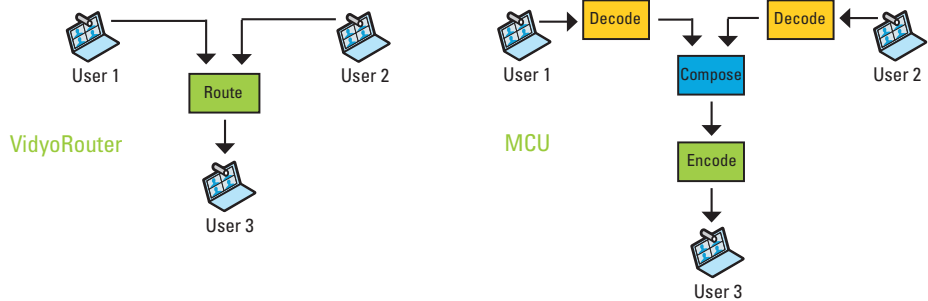 User 1
User 2
Route
VidyoRouter
User 3
Decode
Decode
User 1
User 2
Compose
MCU
Encode
User 3